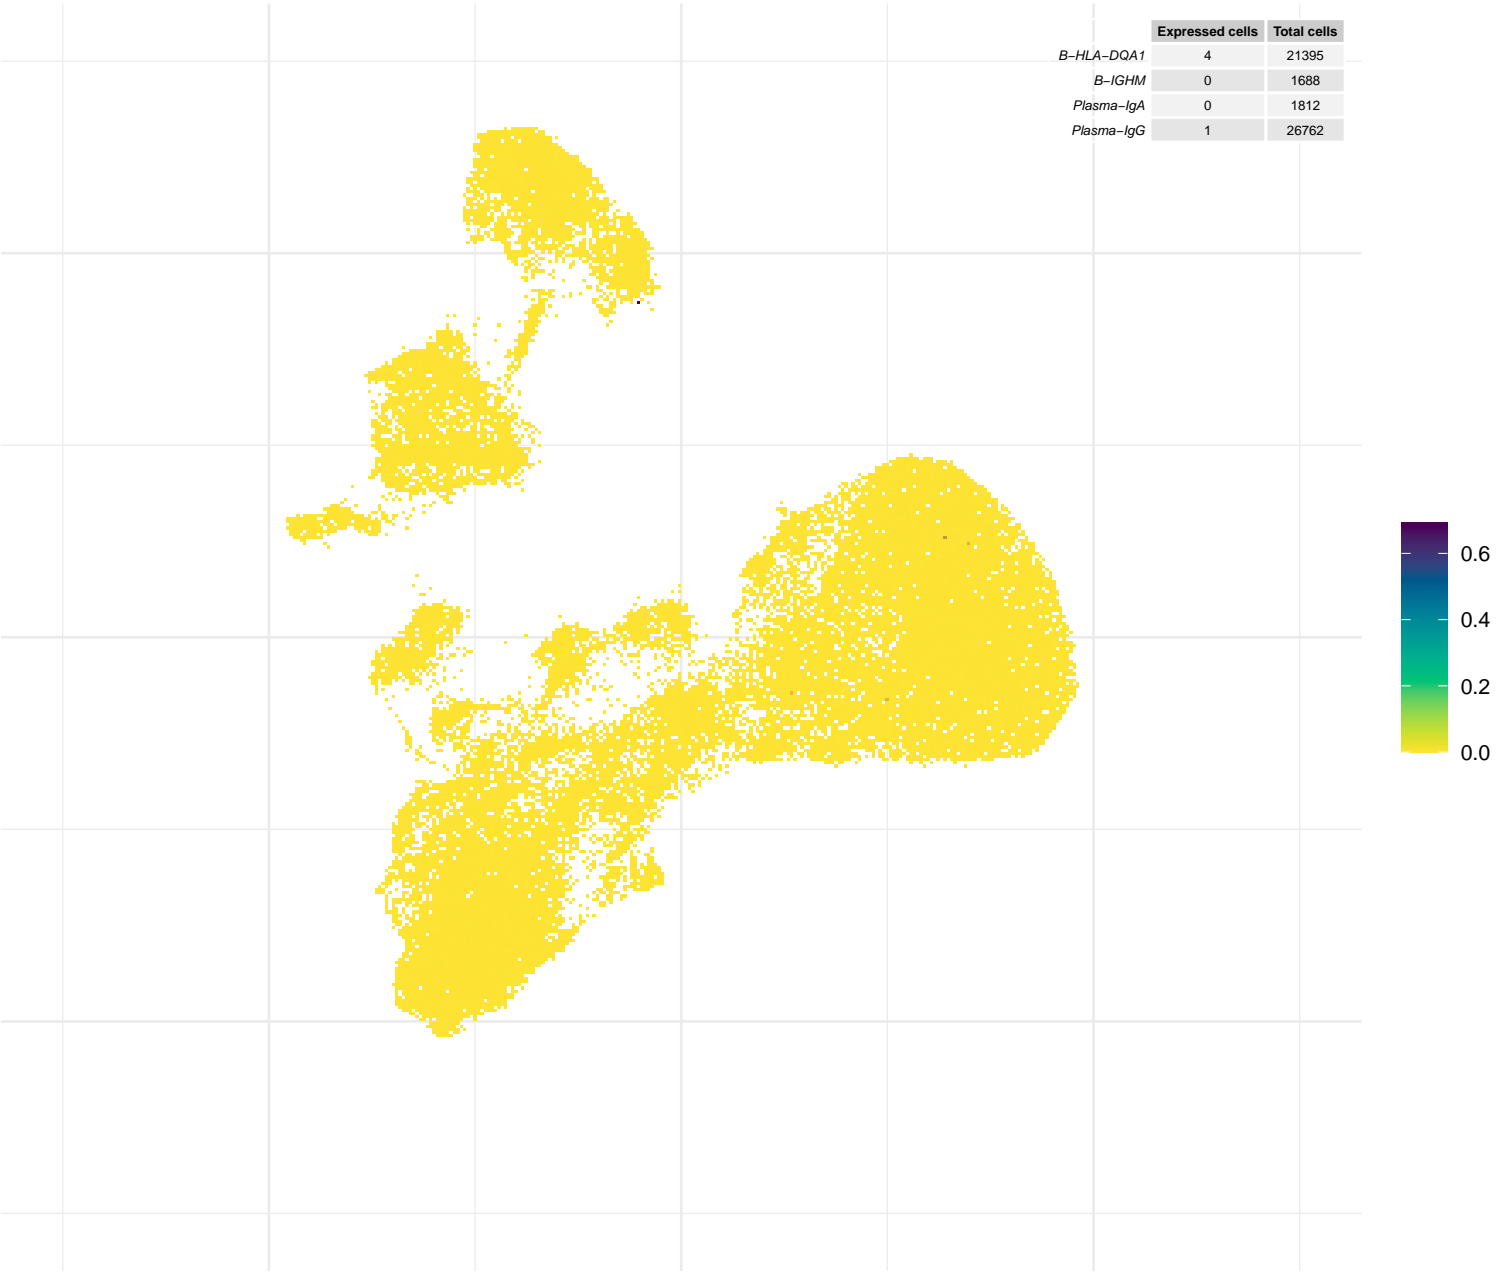 Expressed cells Total cells
B-HLA-DQA1 4 21395
B-IGHM 0 1688
Plasma-IgA 0 1812
Plasma-IgG 1 26762
0.6
0.4
0.2
0.0